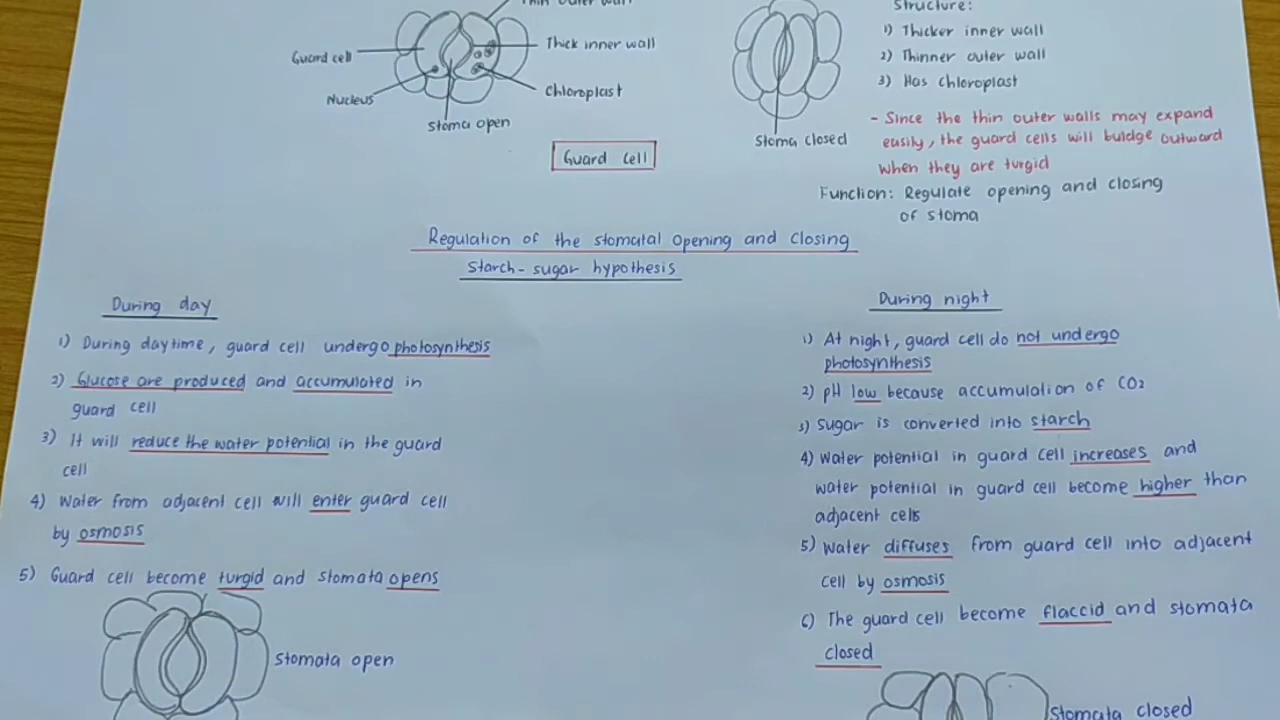 Thin outer wall
Guard cell
Thick inner wall
Nucleus
Chloroplast
Stoma open
Guard cell
Stoma closed
Structure:
1) Thicker inner wall
2) Thinner outer wall
3) Has chloroplast
- Since the thin outer walls may expand
easily, the guard cells will buldge outward
when they are turgid
Function: Regulate opening and closing
of stoma
Regulation of the stomatal opening and closing
Starch-sugar hypothesis
During day
1) During daytime, guard cell undergo photosynthesis
2) Glucose are produced and accumulated in
guard cell
3) It will reduce the water potential in the guard
cell
4) Water from adjacent cell will enter guard cell
by osmosis
5) Guard cell become turgid and stomata opens
Stomata open
During night
1) At night, guard cell do not undergo
photosynthesis
2) pH low because accumulation of CO2
3) Sugar is converted into starch
4) Water potential in guard cell increases and
water potential in guard cell become higher than
adjacent cells
5) Water diffuses from guard cell into adjacent
cell by osmosis
6) The guard cell become flaccid and stomata
closed
Stomata closed